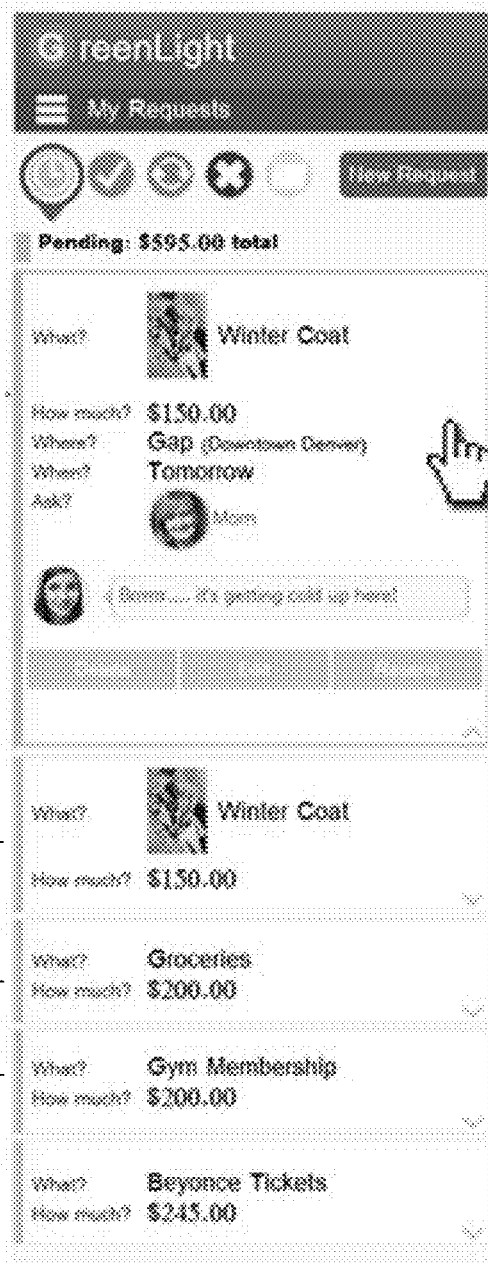 G reenLight
My Requests
New Request
Pending: $595.00 total
What? Winter Coat
How much? $150.00
Where? Gap (Downtown Denver)
When? Tomorrow
Ask? Mom
Brrrr..... it's getting cold up here!
What? Winter Coat
How much? $150.00
What? Groceries
How much? $200.00
What? Gym Membership
How much? $200.00
What? Beyonce Tickets
How much? $245.00